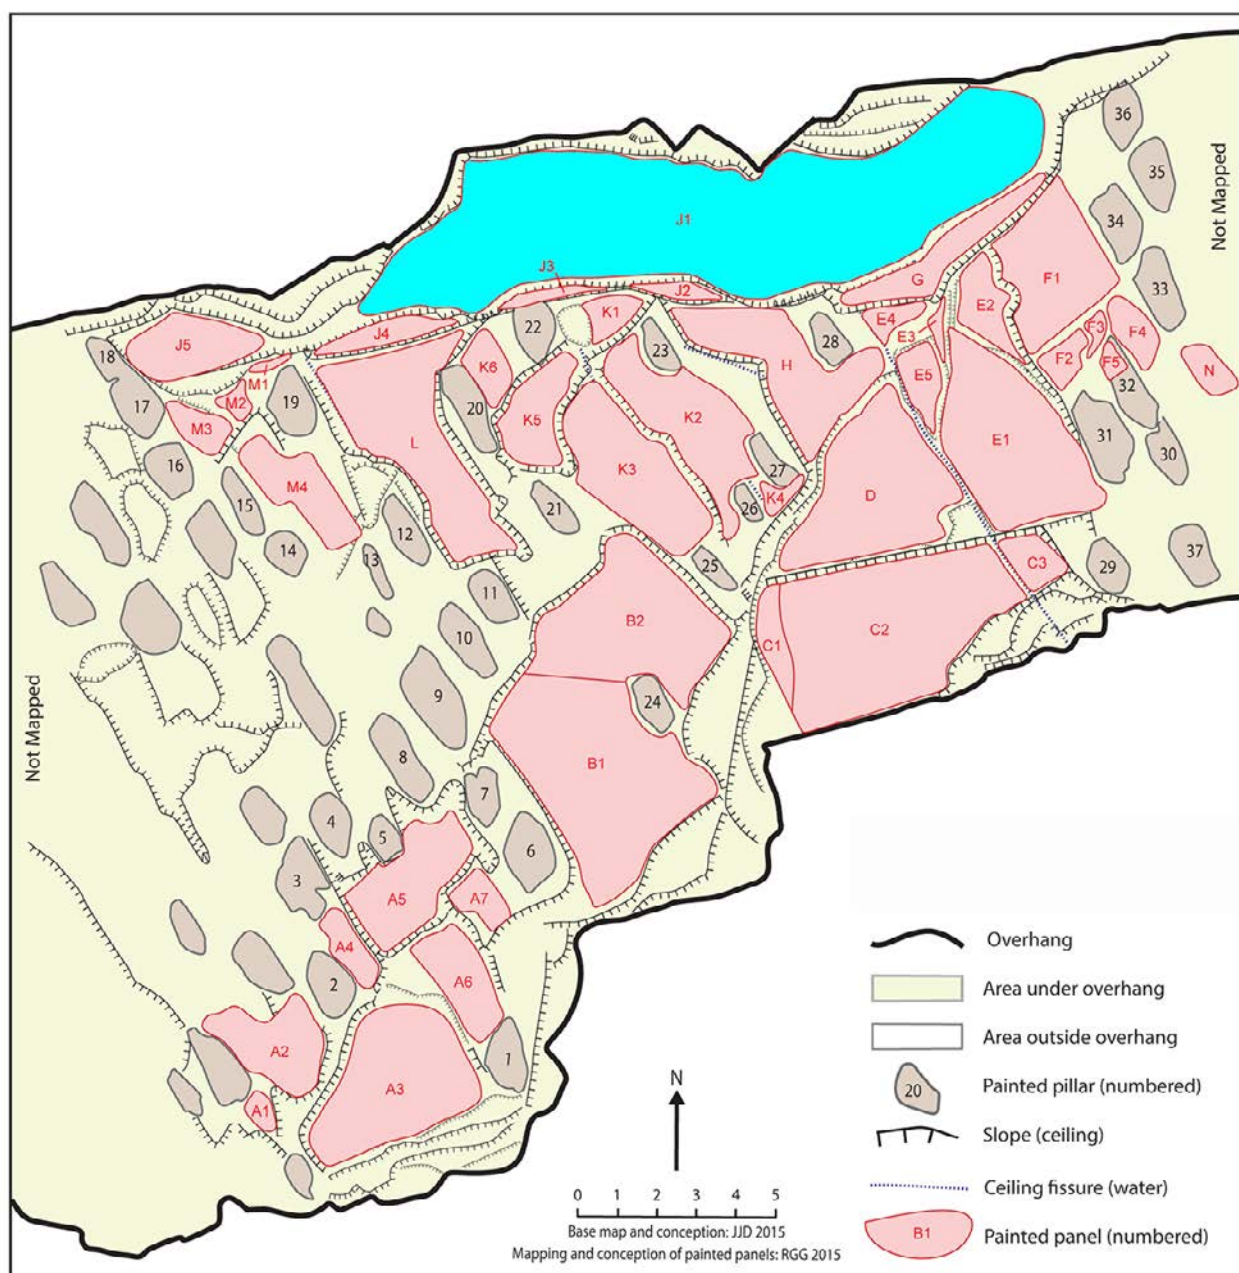 36
35
Not Mapped
J1
34
J3
J2
G
F1
33
E2
22
K1
E4
F3
F4
J5
J4
23
28
E3
18
M1
K6
H
F2
F5
N
M2
19
E5
32
17
M3
20
K5
K2
L
E1
31
30
16
K3
27
M4
D
K4
15
26
21
12
14
13
25
C3
29
37
11
B2
C1
C2
10
9
24
Not Mapped
8
B1
7
4
5
6
3
A5
A7
A4
Overhang
2
A6
Area under overhang
Area outside overhang
A2
1
N
20
Painted pillar (numbered)
A3
A1
Slope (ceiling)
Ceiling fissure (water)
0 1 2 3 4 5
Base map and conception: JJD 2015
B1
Painted panel (numbered)
Mapping and conception of painted panels: RGG 2015